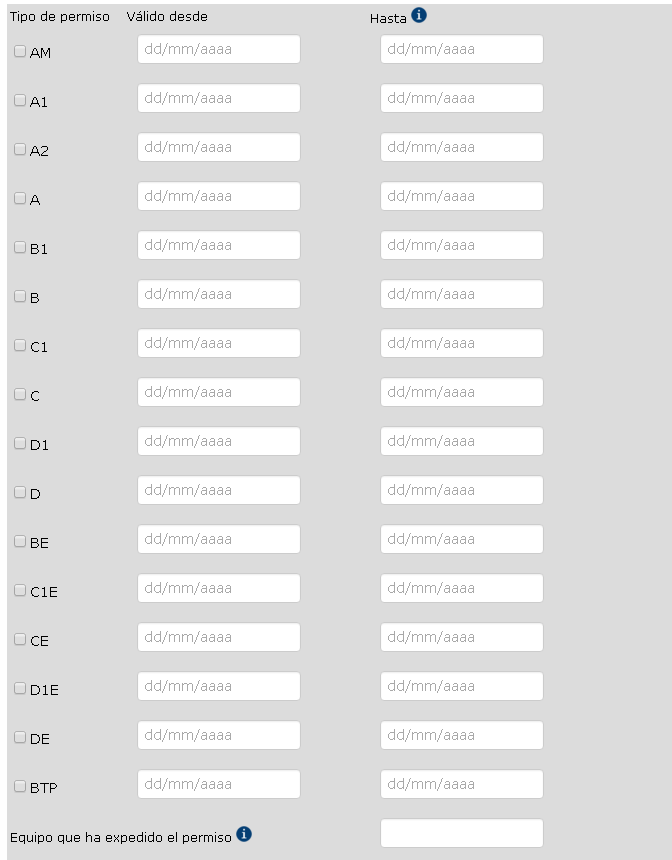 Tipo de permiso Válido desde Hasta
AM dd/mm/aaaa dd/mm/aaaa
A1 dd/mm/aaaa dd/mm/aaaa
A2 dd/mm/aaaa dd/mm/aaaa
A dd/mm/aaaa dd/mm/aaaa
B1 dd/mm/aaaa dd/mm/aaaa
B dd/mm/aaaa dd/mm/aaaa
C1 dd/mm/aaaa dd/mm/aaaa
C dd/mm/aaaa dd/mm/aaaa
D1 dd/mm/aaaa dd/mm/aaaa
D dd/mm/aaaa dd/mm/aaaa
BE dd/mm/aaaa dd/mm/aaaa
C1E dd/mm/aaaa dd/mm/aaaa
CE dd/mm/aaaa dd/mm/aaaa
D1E dd/mm/aaaa dd/mm/aaaa
DE dd/mm/aaaa dd/mm/aaaa
BTP dd/mm/aaaa dd/mm/aaaa
Equipo que ha expedido el permiso